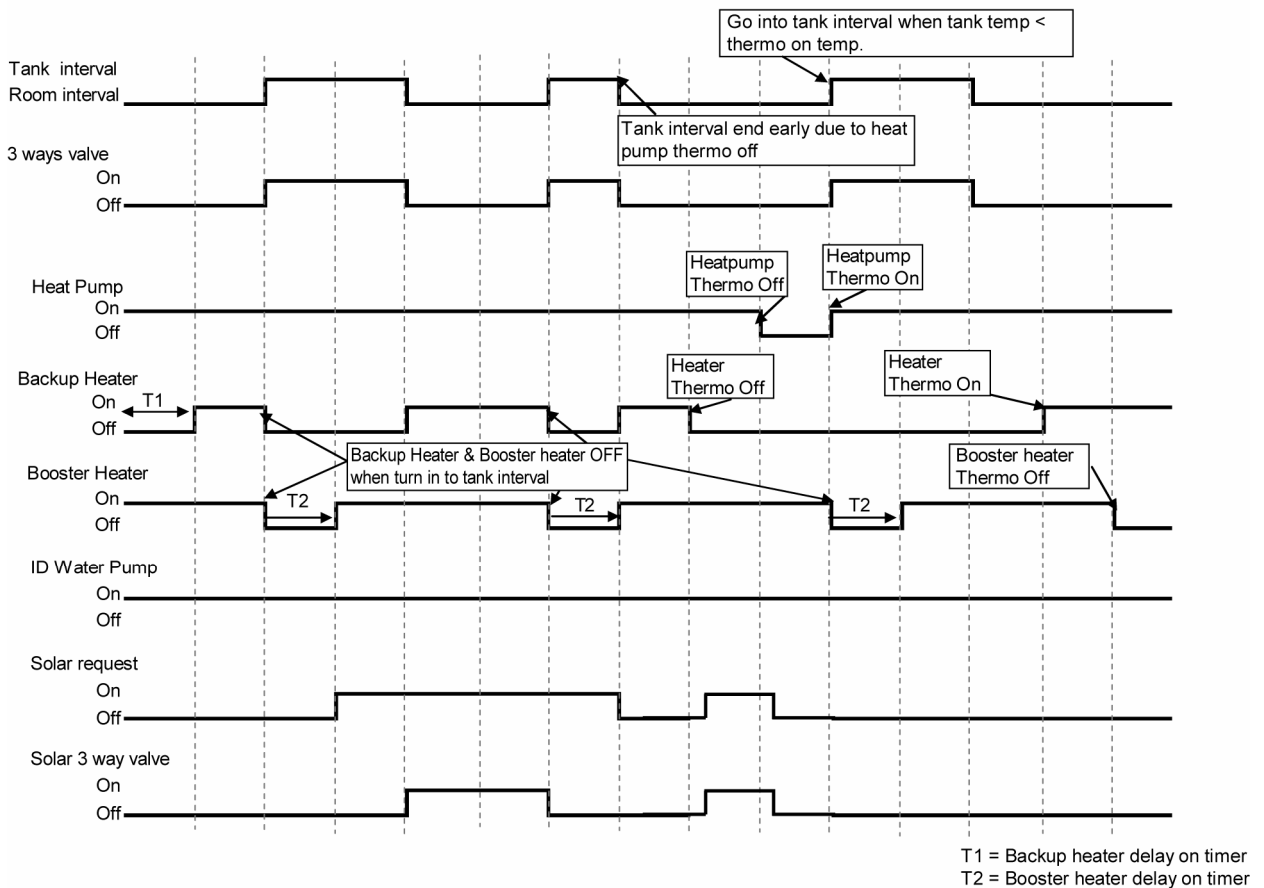 Go into tank interval when tank temp <
thermo on temp.
Tank interval
Room interval
Tank interval end early due to heat
pump thermo off
3 ways valve
On
Off
Heatpump
Thermo Off
Heatpump
Thermo On
Heat Pump
On
Off
Heater
Thermo Off
Heater
Thermo On
Backup Heater
On
T1
Off
Backup Heater & Booster heater OFF
when turn in to tank interval
Booster heater
Thermo Off
Booster Heater
On
T2
T2
T2
Off
ID Water Pump
On
Off
Solar request
On
Off
Solar 3 way valve
On
Off
T1 = Backup heater delay on timer
T2 = Booster heater delay on timer